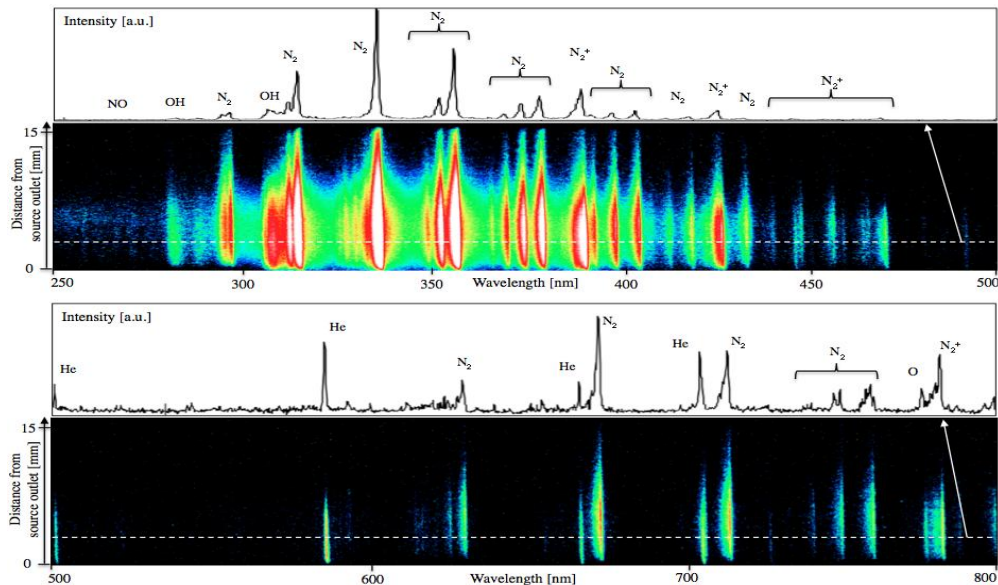 Intensity [a.u.]
NO
OH
N2
OH
N2
N2
N2
N2
N2+
N2
N2
N2+
N2
N2+
Distance from
source outlet [mm]
15
0
250
300
350
Wavelength [nm]
400
450
500
Intensity [a.u.]
He
He
N2
He
N2
He
N2
N2
O
N2+
Distance from
source outlet [mm]
15
0
500
600
Wavelength [nm]
700
800